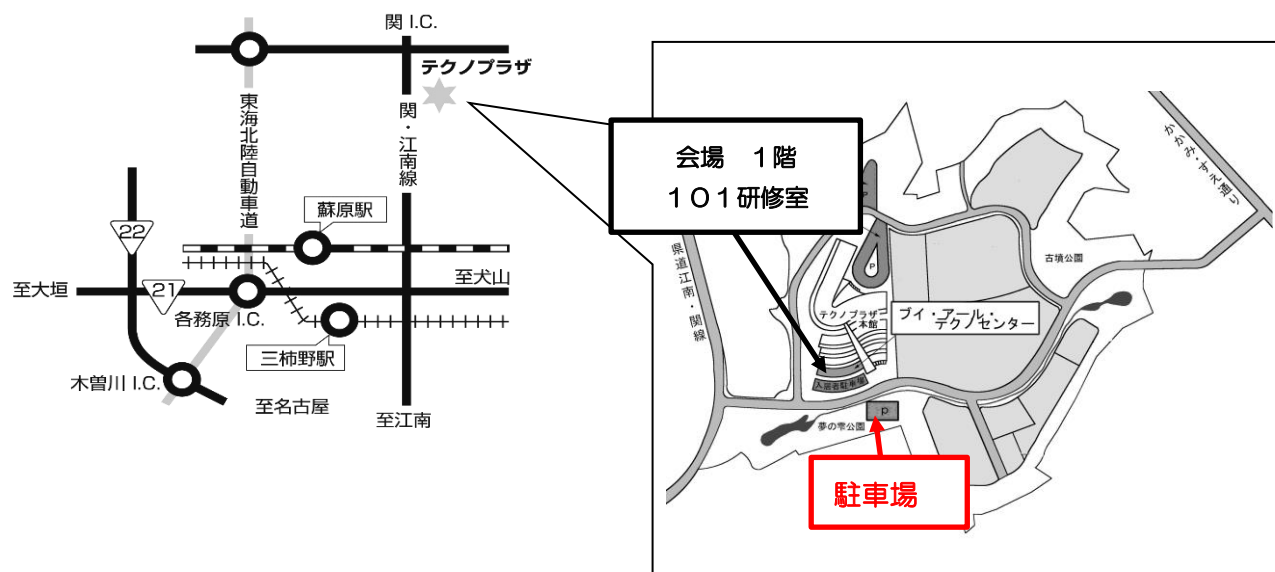 関 I.C.
テクノプラザ
東海北陸自動車道
関・江南線
蘇原駅
22
至犬山
至大垣
21
各務原 I.C.
三柿野駅
木曽川 I.C.
至名古屋
至江南
会場　１階
１０１研修室
かかみ・すえ通り
県道江南・関線
P
古墳公園
テクノプラザ
本館
ブイ・アール・
テクノセンター
入居者駐車場
P
夢の雫公園
駐車場